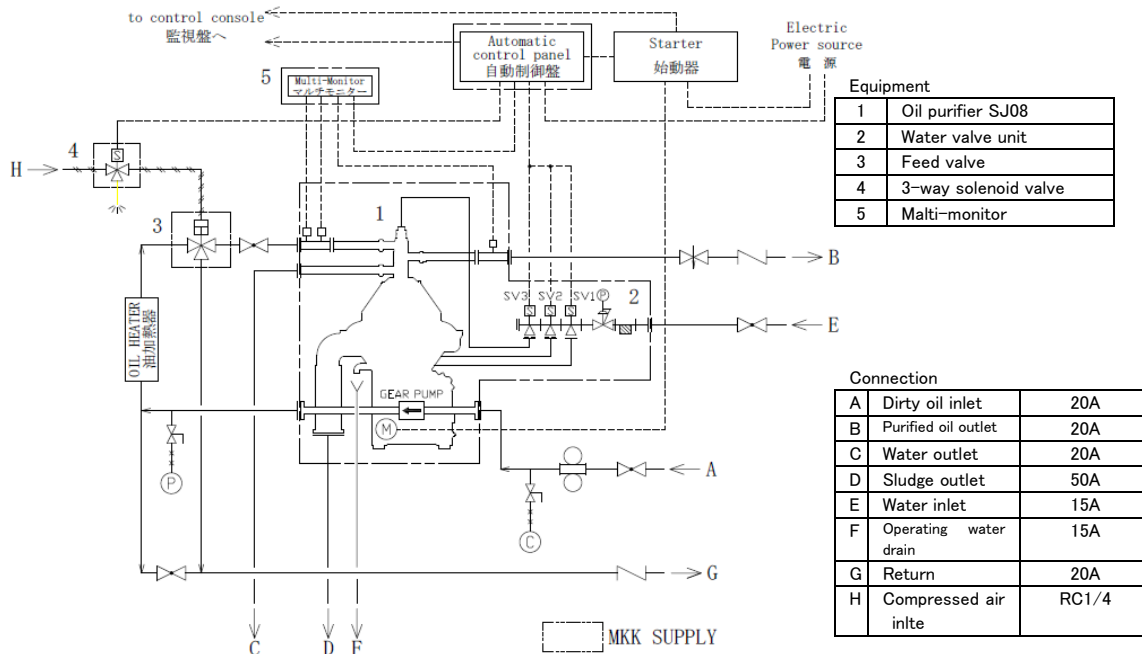 to control console
監視盤へ
Automatic
control panel
自動制御盤
Starter
始動器
Electric
Power source
電 源
5
Multi-Monitor
マルチモニター
4
S
H
3
1
B
SV3 SV2 SV1 P
2
S S S
E
OIL HEATER
油加熱器
GEAR PUMP
M
A
P
C
G
C D F
MKK SUPPLY
Equipment
1 Oil purifier SJ08
2 Water valve unit
3 Feed valve
4 3-way solenoid valve
5 Malti-monitor
Connection
A Dirty oil inlet 20A
B Purified oil outlet 20A
C Water outlet 20A
D Sludge outlet 50A
E Water inlet 15A
F Operating water 15A
drain
G Return 20A
H Compressed air RC1/4
inlte